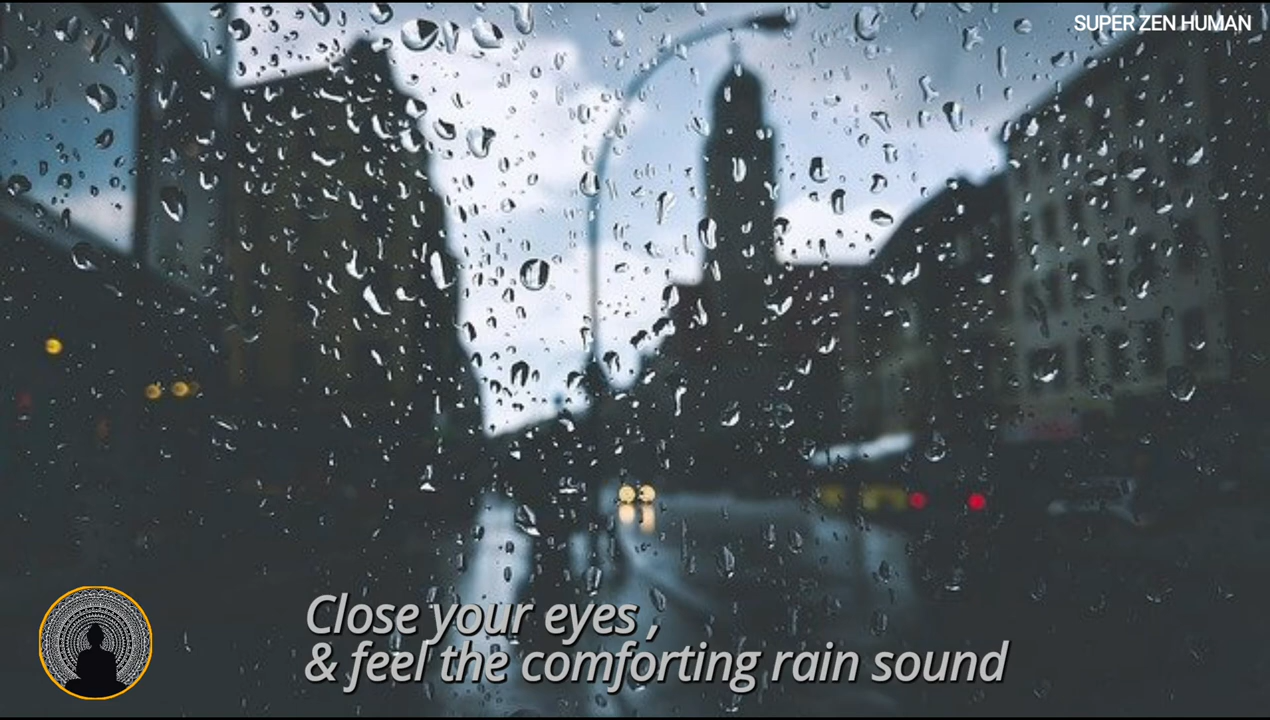 SUPER ZEN HUMAN
Close your eyes ,
& feel the comforting rain sound